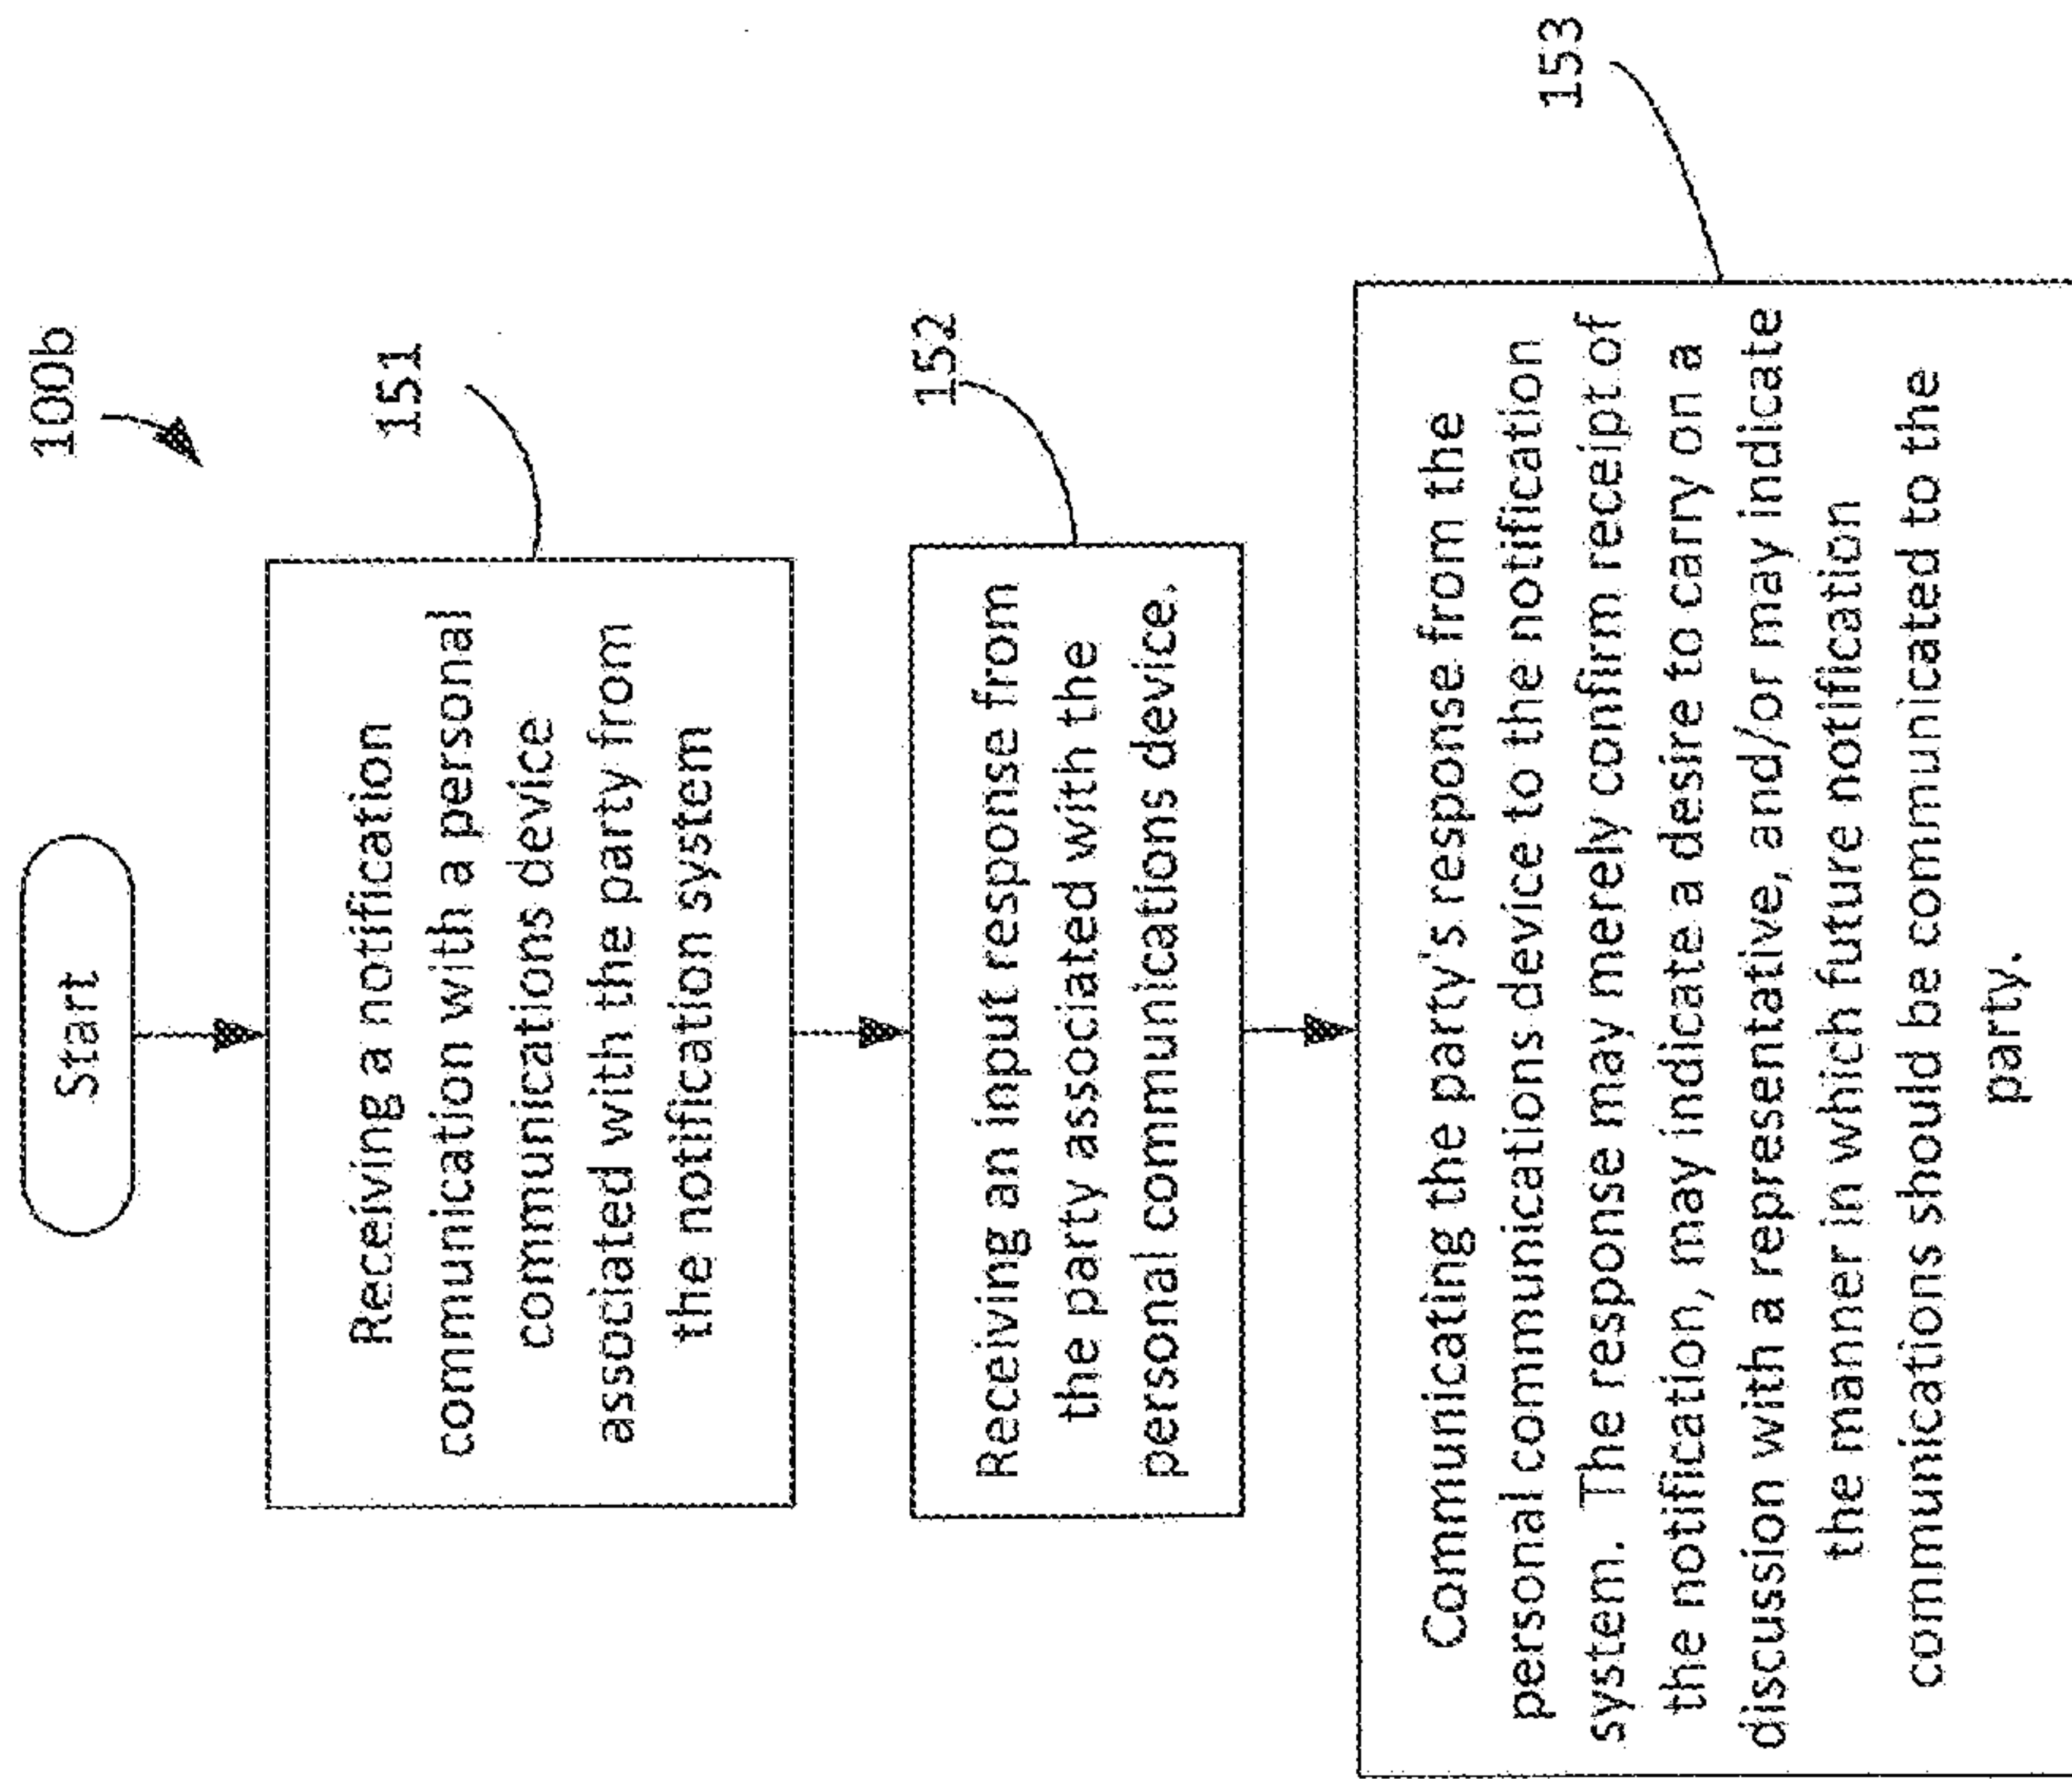 100b
Start
151
Receiving a notification
communication with a personal
communications device
associated with the party from
the notification system
152
Receiving an input response from
the party associated with the
personal communications device.
153
Communicating the party's response from the
personal communications device to the notification
system. The response may merely confirm receipt of
the notification, may indicate a desire to carry on a
discussion with a representative, and/or may indicate
the manner in which future notification
communications should be communicated to the
party.